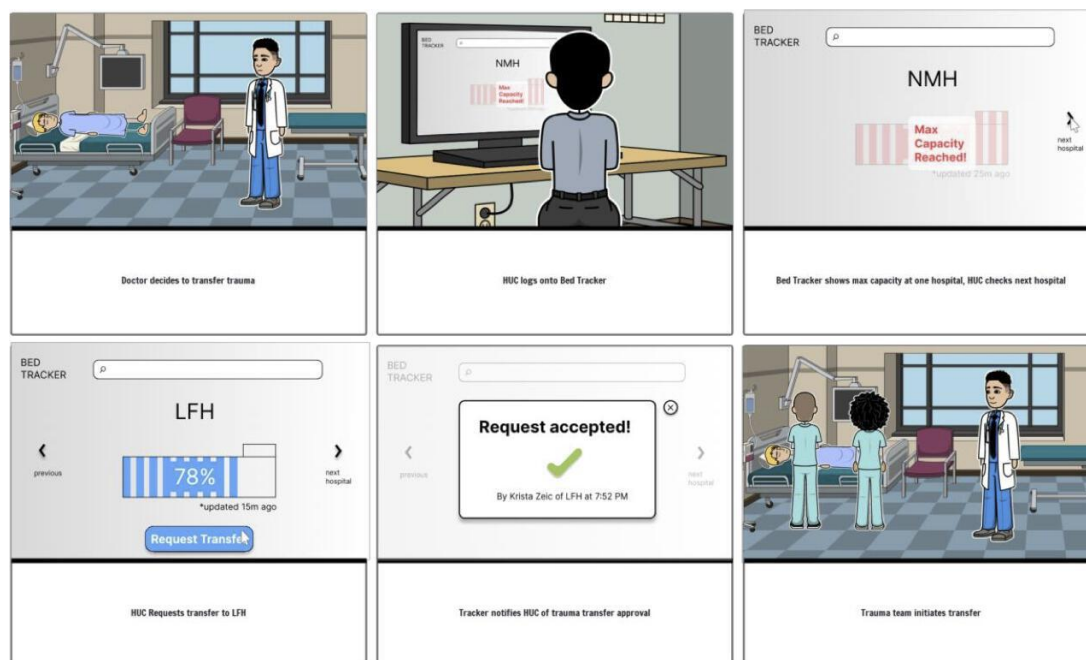 Doctor decides to transfer trauma
BED
TRACKER
NMH
Max
Capacity
Reached!
HUC logs onto Bed Tracker
BED
TRACKER
NMH
Max
Capacity
Reached!
*updated 25m ago
next
hospital
Bed Tracker shows max capacity at one hospital, HUC checks next hospital
BED
TRACKER
LFH
previous
78%
next
hospital
*updated 15m ago
Request Transfer
HUC Requests transfer to LFH
BED
TRACKER
Request accepted!
previous
next
hospital
By Krista Zeic of LFH at 7:52 PM
Tracker notifies HUC of trauma transfer approval
Trauma team initiates transfer